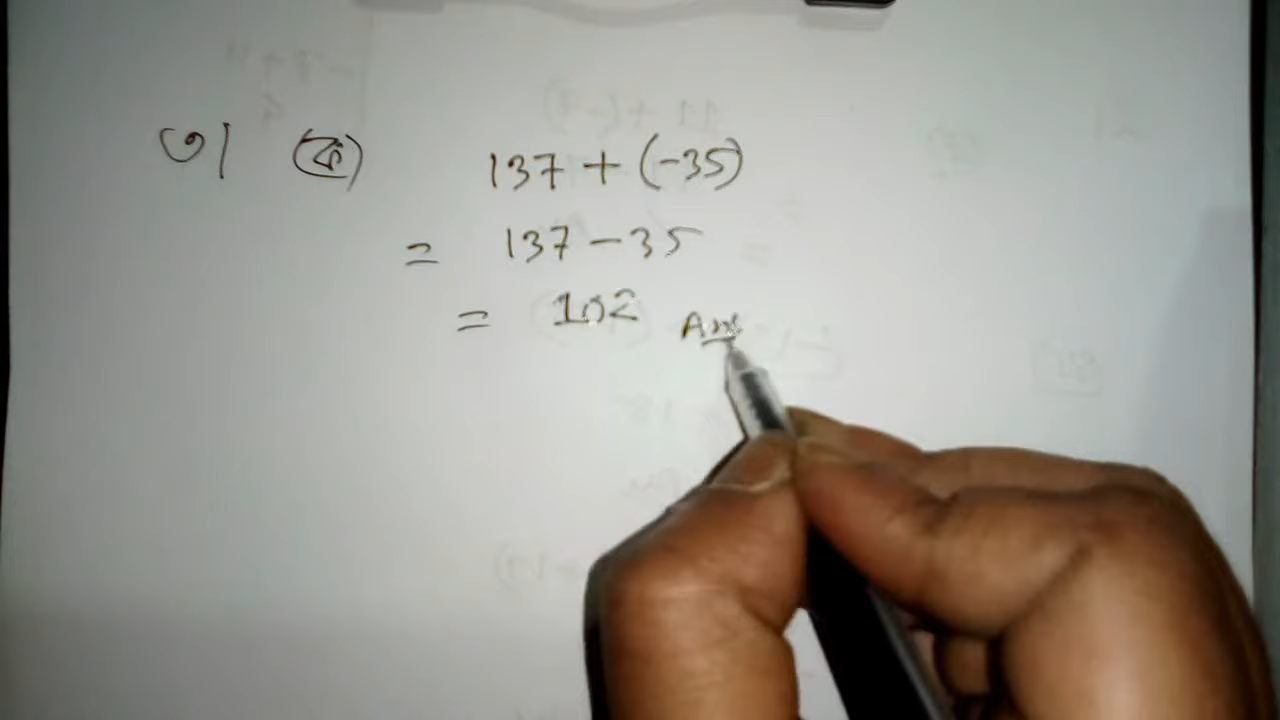 ৩। (ক) 137 + (-35)
= 137 - 35
= 102 Ans